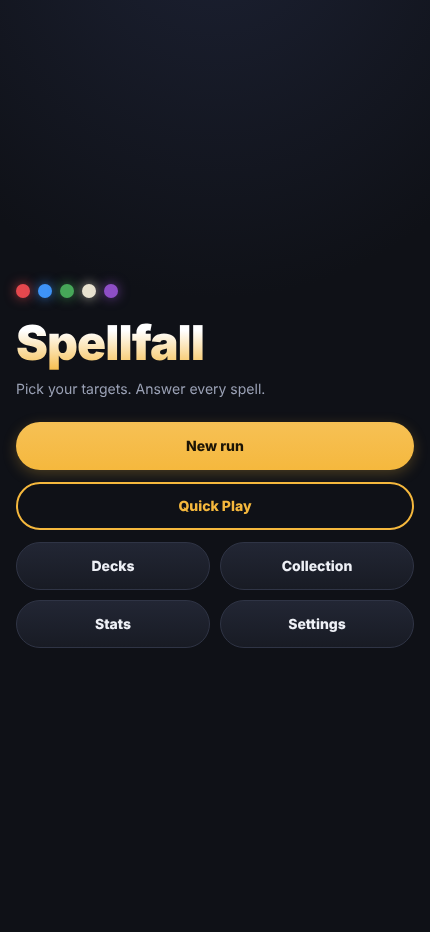 Spellfall
Pick your targets. Answer every spell.
New run
Quick Play
Decks
Collection
Stats
Settings